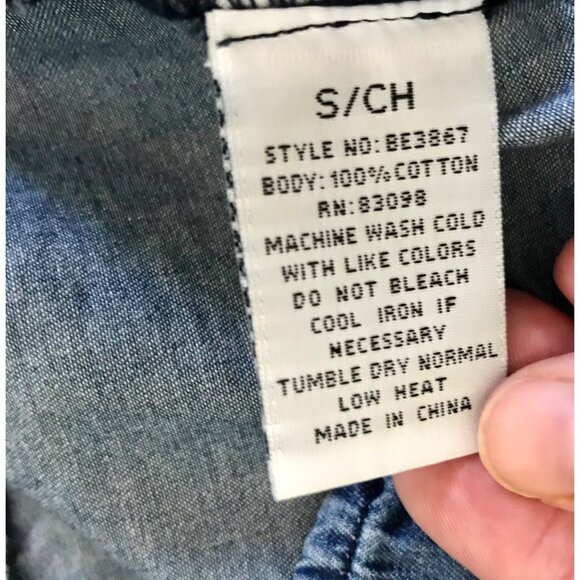 S/CH
STYLE NO: BE3867
BODY: 100% COTTON
RN: 83098
MACHINE WASH COLD
WITH LIKE COLORS
DO NOT BLEACH
COOL IRON IF
NECESSARY
TUMBLE DRY NORMAL
LOW HEAT
MADE IN CHINA